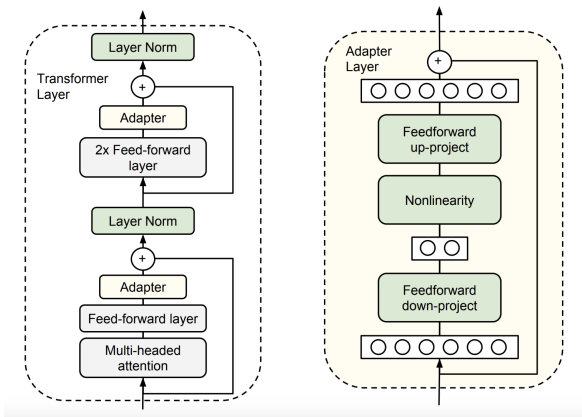 Layer Norm
Transformer
Layer
+
Adapter
2x Feed-forward
layer
Layer Norm
+
Adapter
Feed-forward layer
Multi-headed
attention
Adapter
Layer
+
Feedforward
up-project
Nonlinearity
Feedforward
down-project